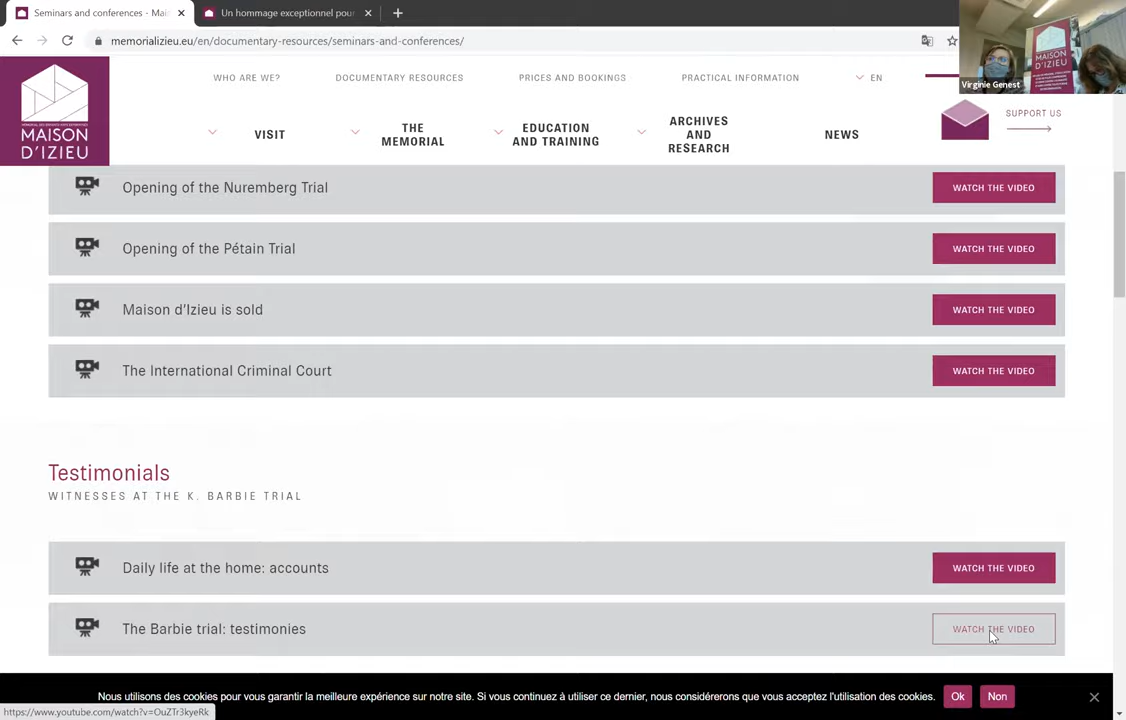 Seminars and conferences - Mai
Un hommage exceptionnel pour
memorializieu.eu/en/documentary-resources/seminars-and-conferences/
WHO ARE WE?
DOCUMENTARY RESOURCES
PRICES AND BOOKINGS
PRACTICAL INFORMATION
EN
MAISON
D'IZIEU
Virginie Genest
MAISON
D'IZIEU
VISIT
THE
MEMORIAL
EDUCATION
AND TRAINING
ARCHIVES
AND
RESEARCH
NEWS
SUPPORT US
Opening of the Nuremberg Trial
WATCH THE VIDEO
Opening of the Pétain Trial
WATCH THE VIDEO
Maison d'Izieu is sold
WATCH THE VIDEO
The International Criminal Court
WATCH THE VIDEO
Testimonials
WITNESSES AT THE K. BARBIE TRIAL
Daily life at the home: accounts
WATCH THE VIDEO
The Barbie trial: testimonies
WATCH THE VIDEO
Nous utilisons des cookies pour vous garantir la meilleure expérience sur notre site. Si vous continuez à utiliser ce dernier, nous considérerons que vous acceptez l'utilisation des cookies.
Ok
Non
https://www.youtube.com/watch?v=OuZTr3kyeRk